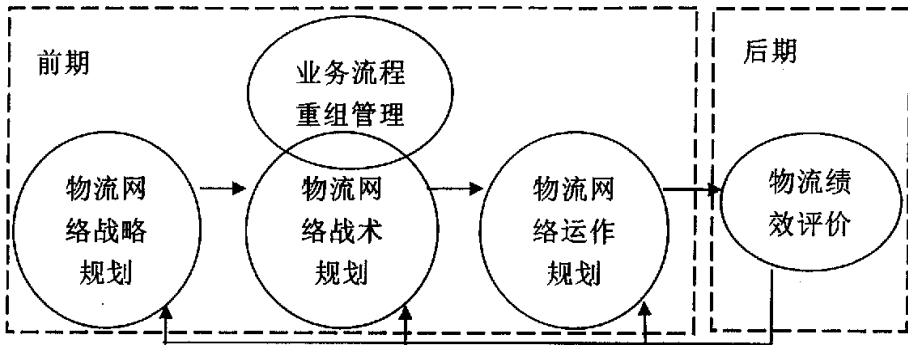 前期
业务流程
重组管理
物流网
络战略
规划
物流网
络战术
规划
物流网
络运作
规划
后期
物流绩
效评价